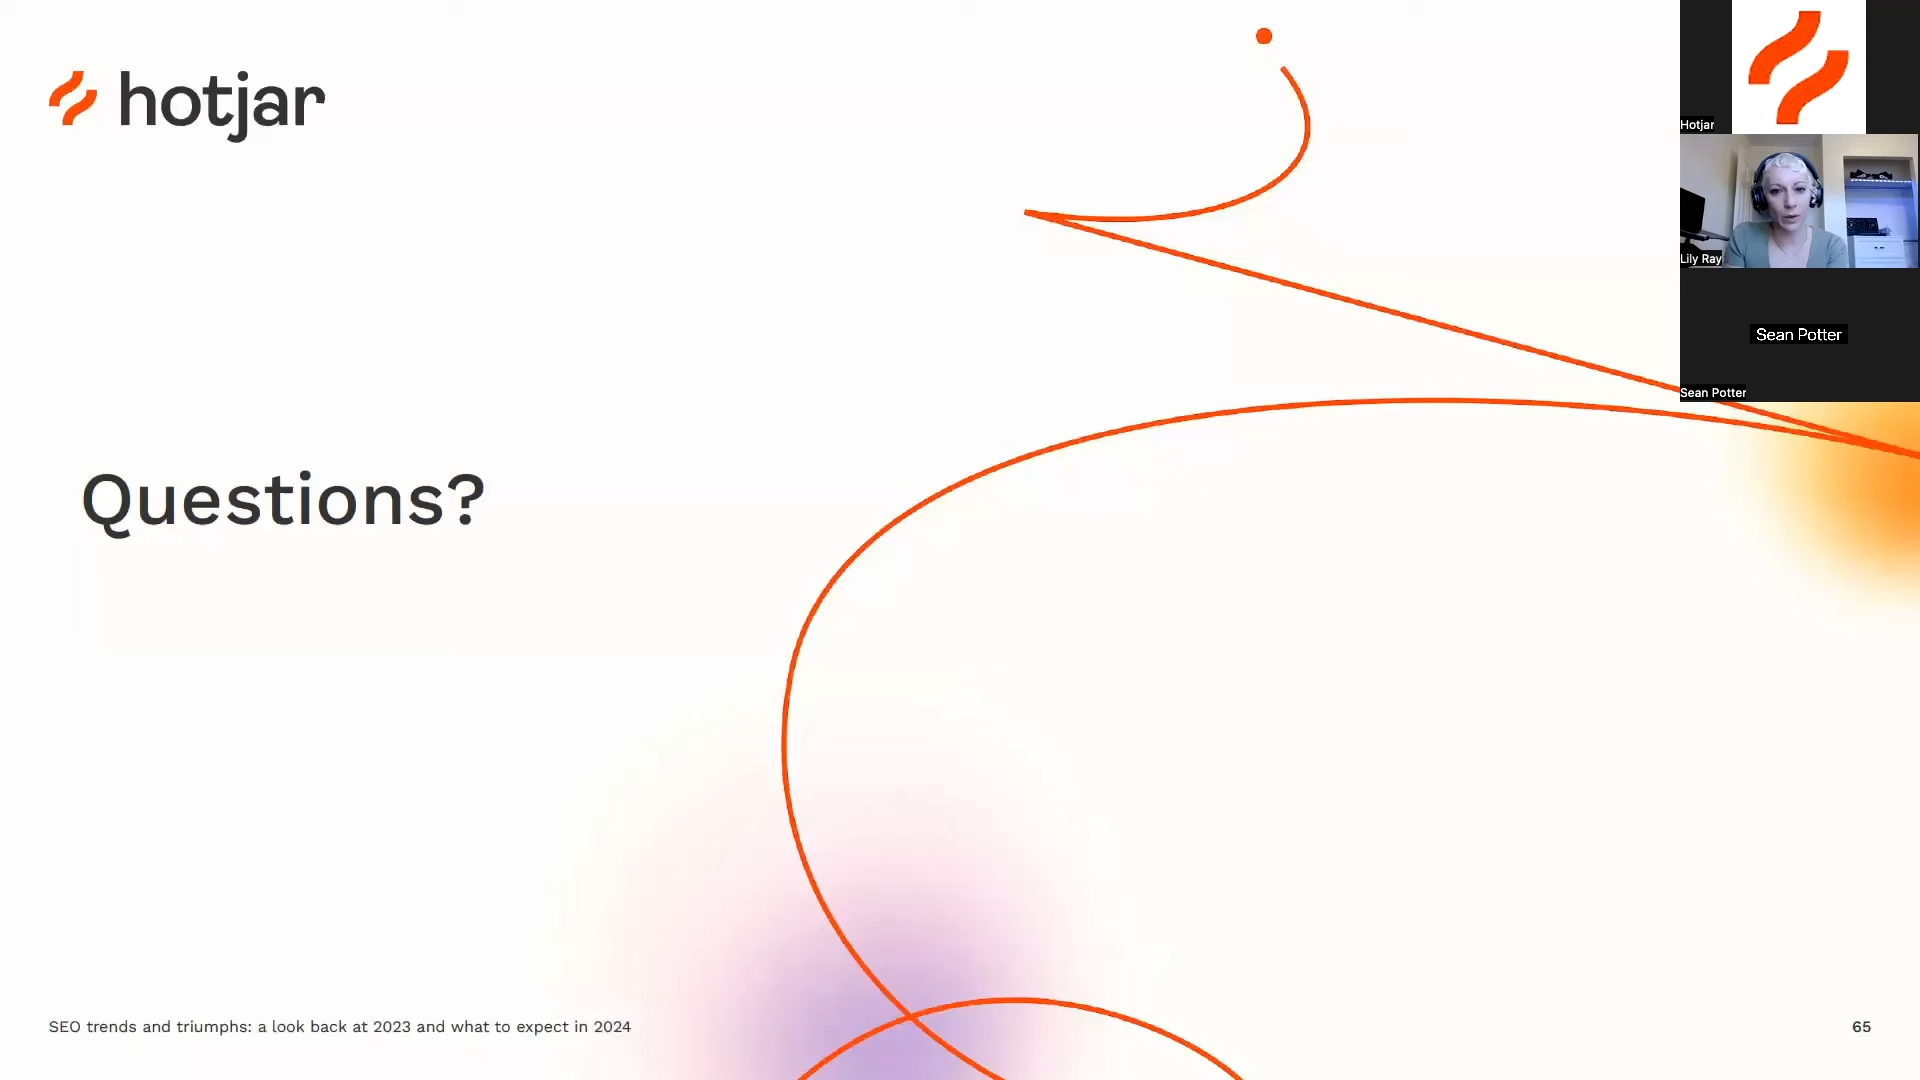 hotjar
Hotjar
Lily Ray
Sean Potter
Sean Potter
Questions?
SEO trends and triumphs: a look back at 2023 and what to expect in 2024
65